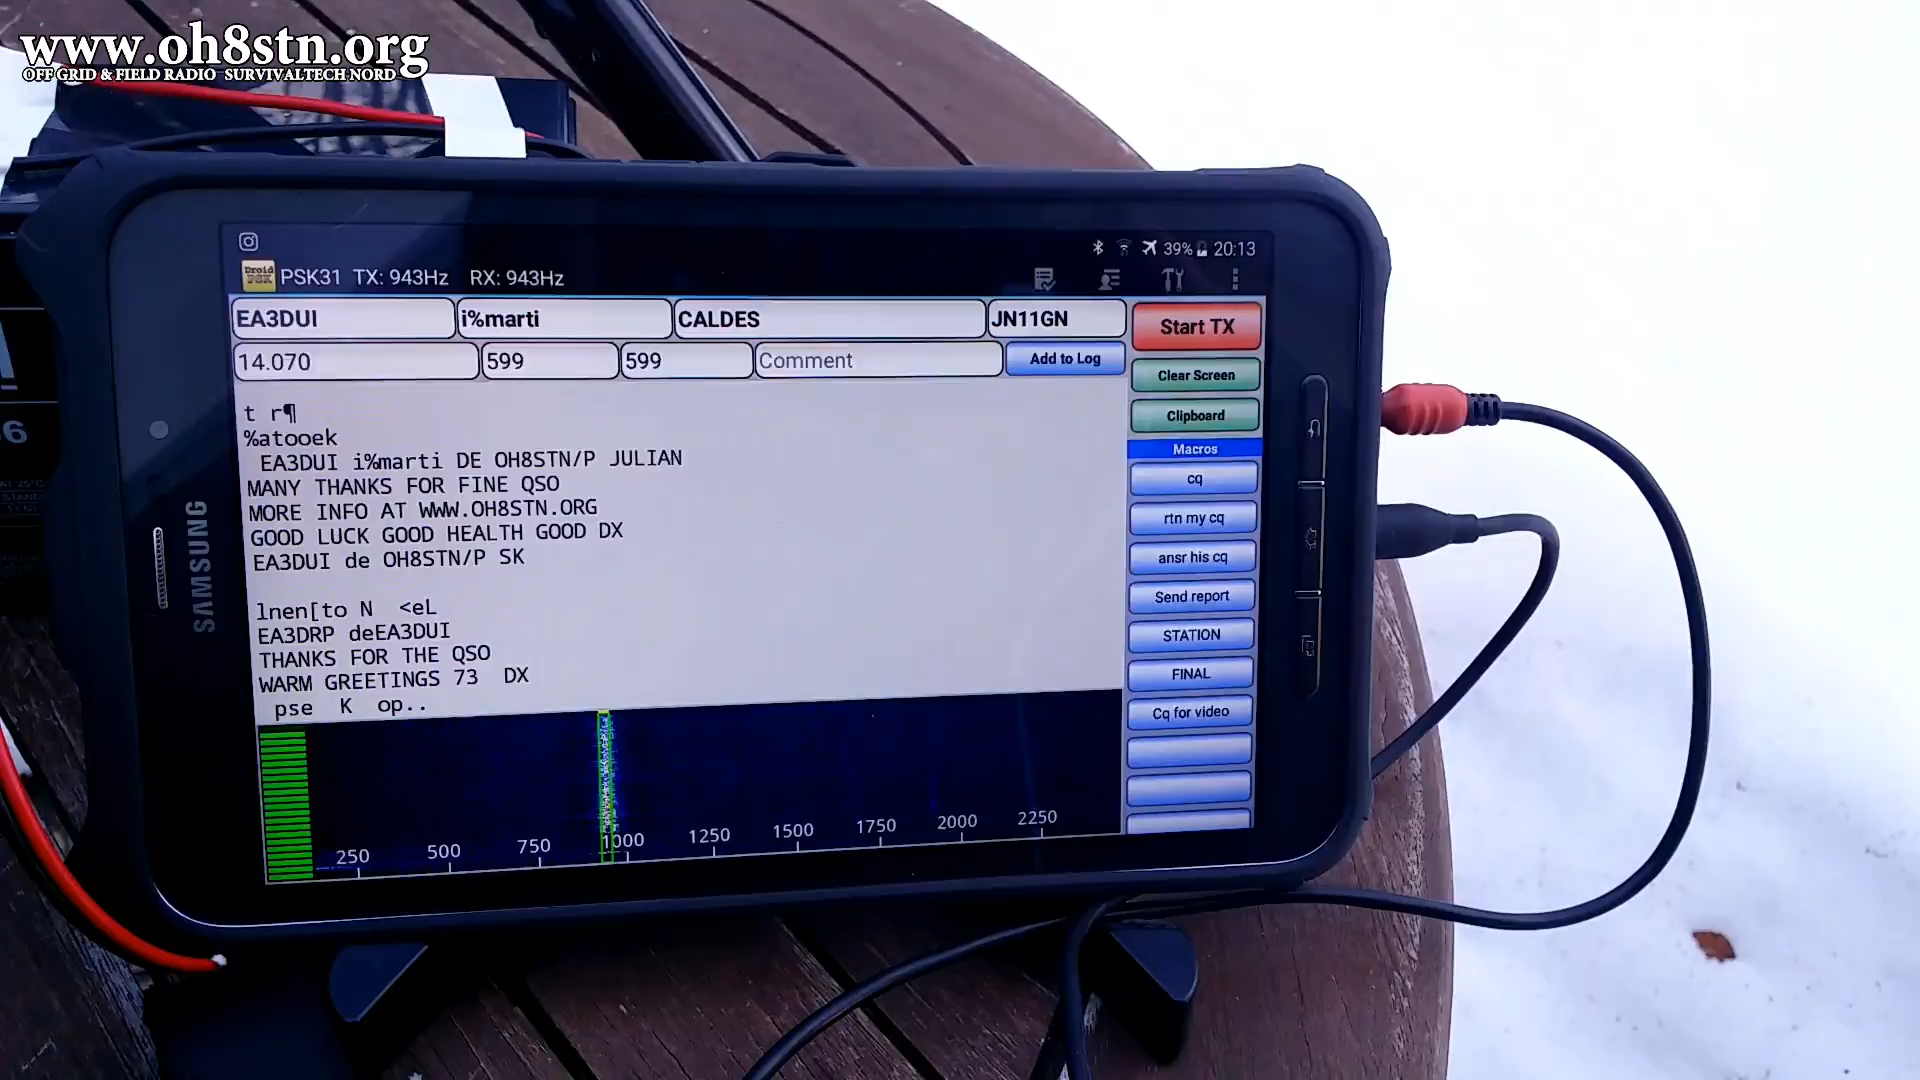 www.oh8stn.org
OFF GRID & FIELD RADIO SURVIVALTECH NORD
39% 20:13
Droid PSK PSK31 TX: 943Hz RX: 943Hz
EA3DUI i%marti CALDES JN11GN Start TX
14.070 599 599 Comment Add to Log Clear Screen
Clipboard
t r¶
%atooek
EA3DUI i%marti DE OH8STN/P JULIAN
MANY THANKS FOR FINE QSO
MORE INFO AT WWW.OH8STN.ORG
GOOD LUCK GOOD HEALTH GOOD DX
EA3DUI de OH8STN/P SK
lnen[to N <eL
EA3DRP deEA3DUI
THANKS FOR THE QSO
WARM GREETINGS 73 DX
pse K op..
Macros
cq
rtn my cq
ansr his cq
Send report
STATION
FINAL
Cq for video
250 500 750 1000 1250 1500 1750 2000 2250
SAMSUNG
6